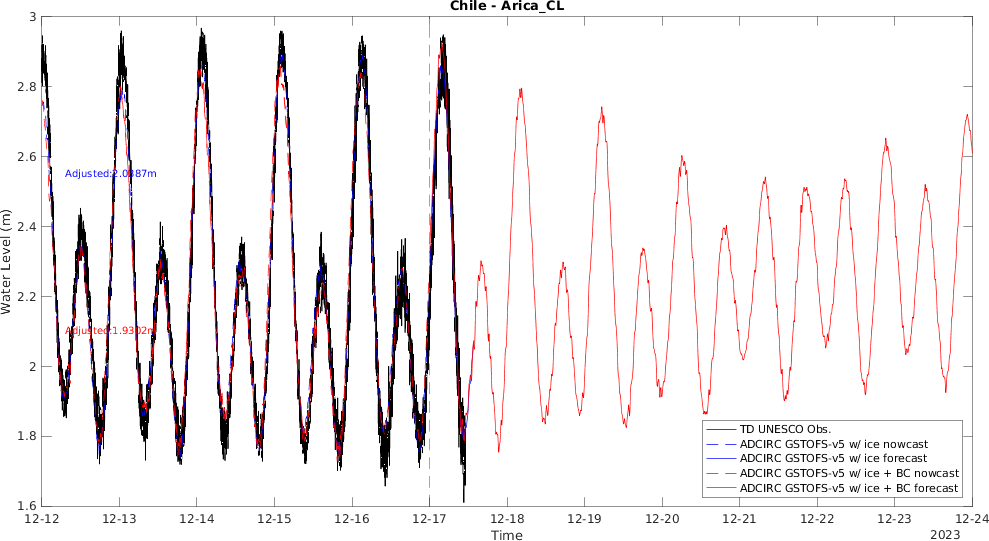 Chile - Arica_CL
3
2.8
2.6
2.4
2.2
2
1.8
1.6
Water Level (m)
Adjusted:2.0387m
Adjusted:1.9302m
TD UNESCO Obs.
ADCIRC GSTOFS-v5 w/ ice nowcast
ADCIRC GSTOFS-v5 w/ ice forecast
ADCIRC GSTOFS-v5 w/ ice + BC nowcast
ADCIRC GSTOFS-v5 w/ ice + BC forecast
12-12 12-13 12-14 12-15 12-16 12-17 12-18 12-19 12-20 12-21 12-22 12-23 12-24
Time
2023